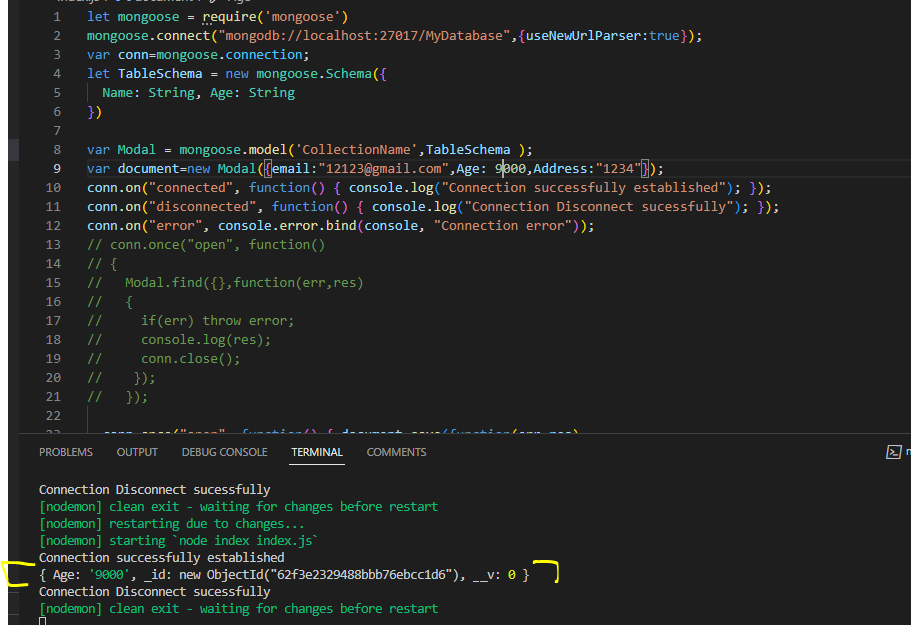 1 let mongoose = require('mongoose')
2 mongoose.connect("mongodb://localhost:27017/MyDatabase",{useNewUrlParser:true});
3 var conn=mongoose.connection;
4 let TableSchema = new mongoose.Schema({
5 Name: String, Age: String
6 })
7
8 var Modal = mongoose.model('CollectionName',TableSchema );
9 var document=new Modal({email:"12123@gmail.com",Age: 9000,Address:"1234"});
10 conn.on("connected", function() { console.log("Connection successfully established"); });
11 conn.on("disconnected", function() { console.log("Connection Disconnect sucessfully"); });
12 conn.on("error", console.error.bind(console, "Connection error"));
13 // conn.once("open", function()
14 // {
15 // Modal.find({},function(err,res)
16 // {
17 // if(err) throw error;
18 // console.log(res);
19 // conn.close();
20 // });
21 // });
22
PROBLEMS OUTPUT DEBUG CONSOLE TERMINAL COMMENTS
Connection Disconnect sucessfully
[nodemon] clean exit - waiting for changes before restart
[nodemon] restarting due to changes...
[nodemon] starting `node index index.js`
Connection successfully established
{ Age: '9000', _id: new ObjectId("62f3e2329488bbb76ebcc1d6"), __v: 0 }
Connection Disconnect sucessfully
[nodemon] clean exit - waiting for changes before restart